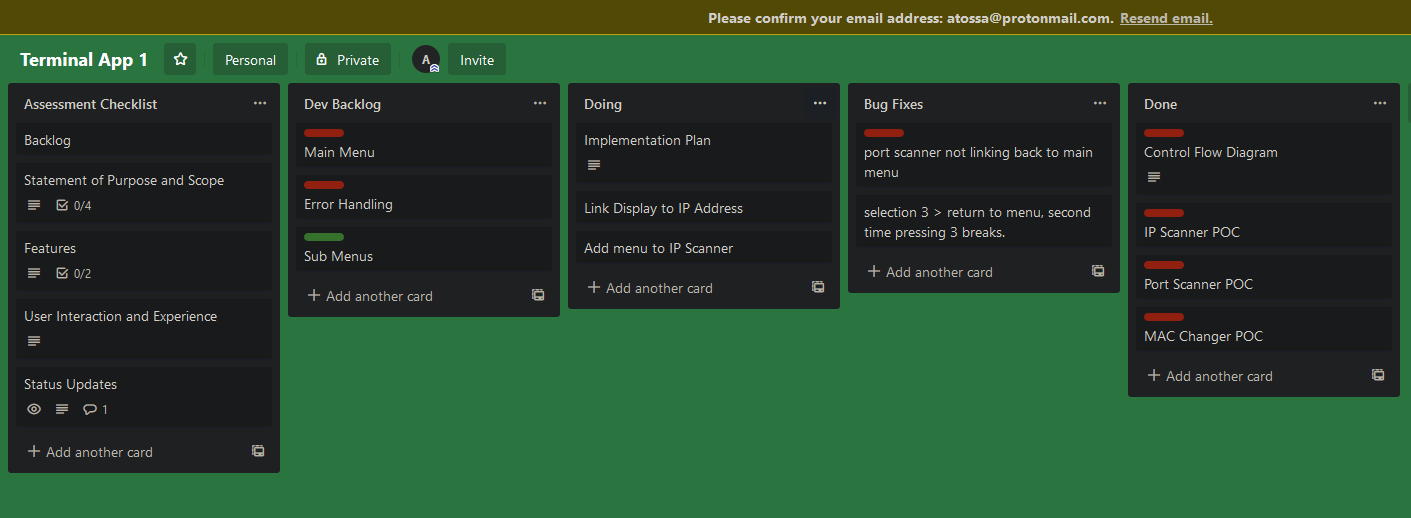 Please confirm your email address: atossa@protonmail.com. Resend email.
Terminal App 1 Personal Private A Invite
Assessment Checklist
Backlog
Statement of Purpose and Scope
0/4
Features
0/2
User Interaction and Experience
Status Updates
1
Add another card
Dev Backlog
Main Menu
Error Handling
Sub Menus
Add another card
Doing
Implementation Plan
Link Display to IP Address
Add menu to IP Scanner
Add another card
Bug Fixes
port scanner not linking back to main
menu
selection 3 > return to menu, second
time pressing 3 breaks.
Add another card
Done
Control Flow Diagram
IP Scanner POC
Port Scanner POC
MAC Changer POC
Add another card